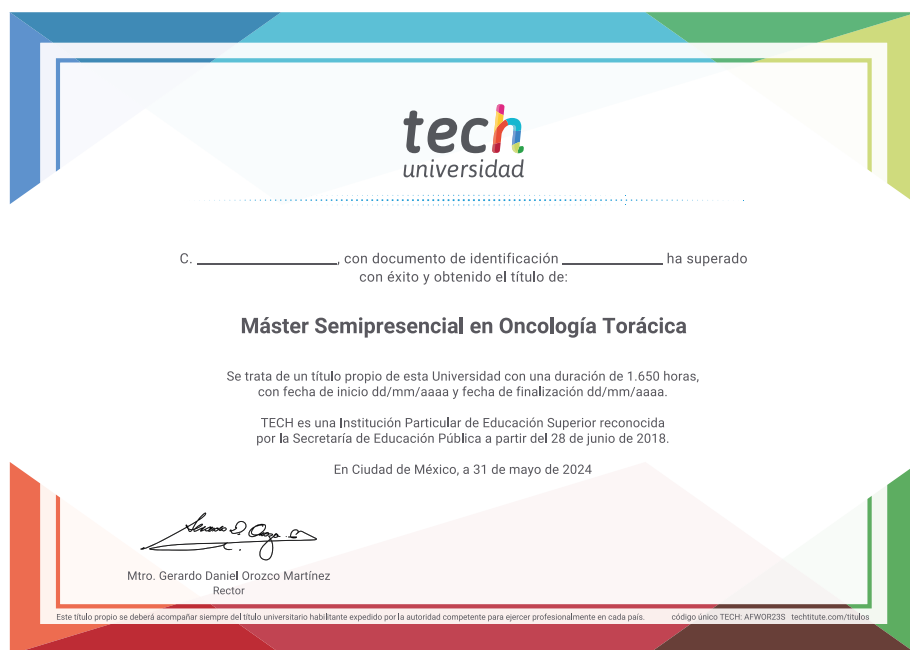 tech
universidad
C. ____________, con documento de identificación ____________ ha superado
con éxito y obtenido el título de:
Máster Semipresencial en Oncología Torácica
Se trata de un título propio de esta Universidad con una duración de 1.650 horas,
con fecha de inicio dd/mm/aaaa y fecha de finalización dd/mm/aaaa.
TECH es una Institución Particular de Educación Superior reconocida
por la Secretaría de Educación Pública a partir del 28 de junio de 2018.
En Ciudad de México, a 31 de mayo de 2024
Mtro. Gerardo Daniel Orozco Martínez
Rector
Este título propio se deberá acompañar siempre del título universitario habilitante expedido por la autoridad competente para ejercer profesionalmente en cada país. código único TECH: AFWOR23S techtitute.com/titulos